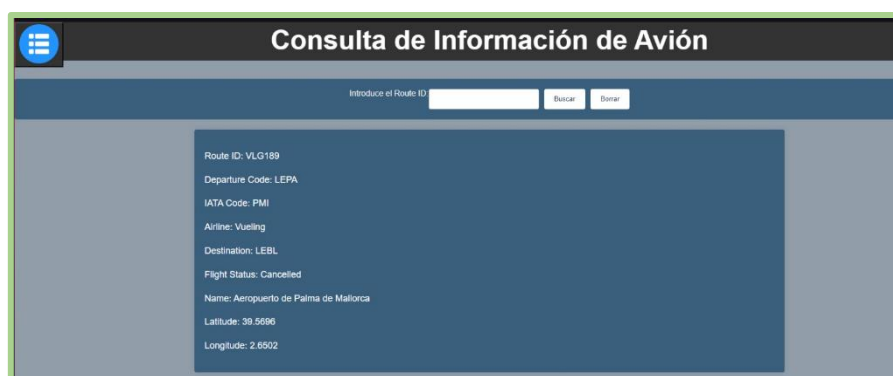 Consulta de Información de Avión
Introduce el Route ID: Buscar Borrar
Route ID: VLG189
Departure Code: LEPA
IATA Code: PMI
Airline: Vueling
Destination: LEBL
Flight Status: Cancelled
Name: Aeropuerto de Palma de Mallorca
Latitude: 39.5696
Longitude: 2.6502